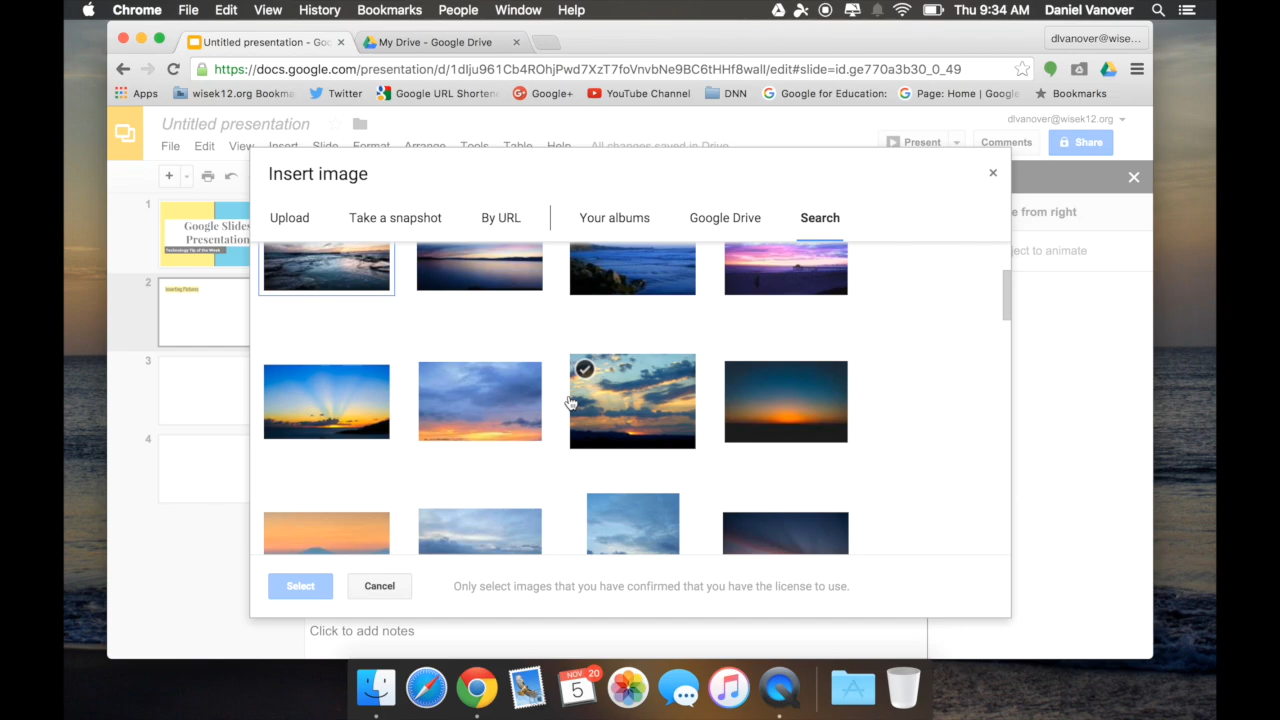 Chrome File Edit View History Bookmarks People Window Help Thu 9:34 AM Daniel Vanover
Untitled presentation - Goo My Drive - Google Drive dlvanover@wise...
https://docs.google.com/presentation/d/1dIju961Cb4ROhjPwd7XzT7foVnvbNe9BC6tHHf8wall/edit#slide=id.ge770a3b30_0_49
Apps wisek12.org Bookma Twitter Google URL Shortene Google+ YouTube Channel DNN Google for Education: Page: Home | Google Bookmarks
Untitled presentation dlvanover@wisek12.org
File Edit View Insert Slide Format Arrange Tools Table Help All changes saved in Drive Present Comments Share
Insert image
Upload Take a snapshot By URL Your albums Google Drive Search
e from right
ject to animate
1
Google Slides
Presentation
Technology Tip of the Week
2
Inserting Pictures
3
4
Select Cancel Only select images that you have confirmed that you have the license to use.
Click to add notes
NOV 20
5